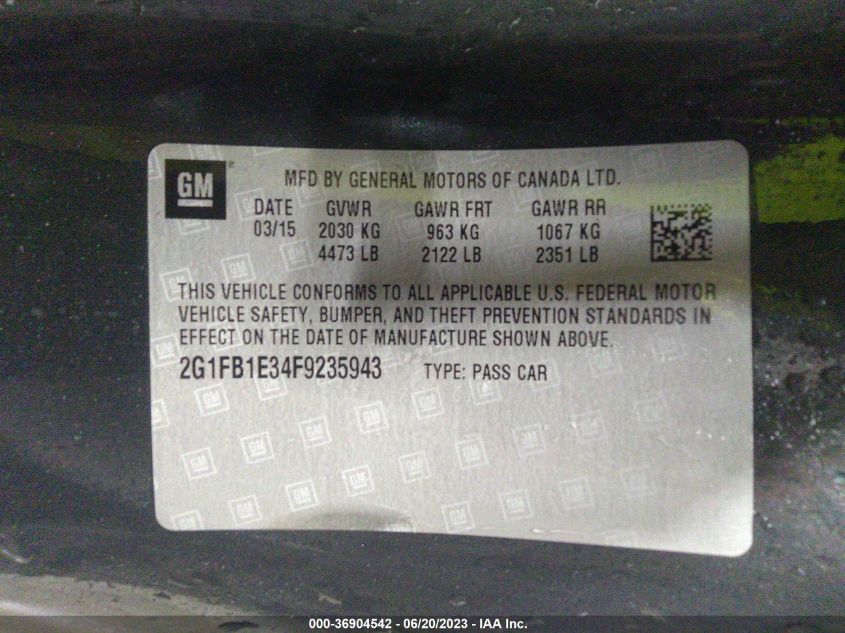 GM
MFD BY GENERAL MOTORS OF CANADA LTD.
DATE GVWR GAWR FRT GAWR RR
03/15 2030 KG 963 KG 1067 KG
4473 LB 2122 LB 2351 LB
THIS VEHICLE CONFORMS TO ALL APPLICABLE U.S. FEDERAL MOTOR
VEHICLE SAFETY, BUMPER, AND THEFT PREVENTION STANDARDS IN
EFFECT ON THE DATE OF MANUFACTURE SHOWN ABOVE.
2G1FB1E34F9235943 TYPE: PASS CAR
000-36904542 - 06/20/2023 - IAA Inc.